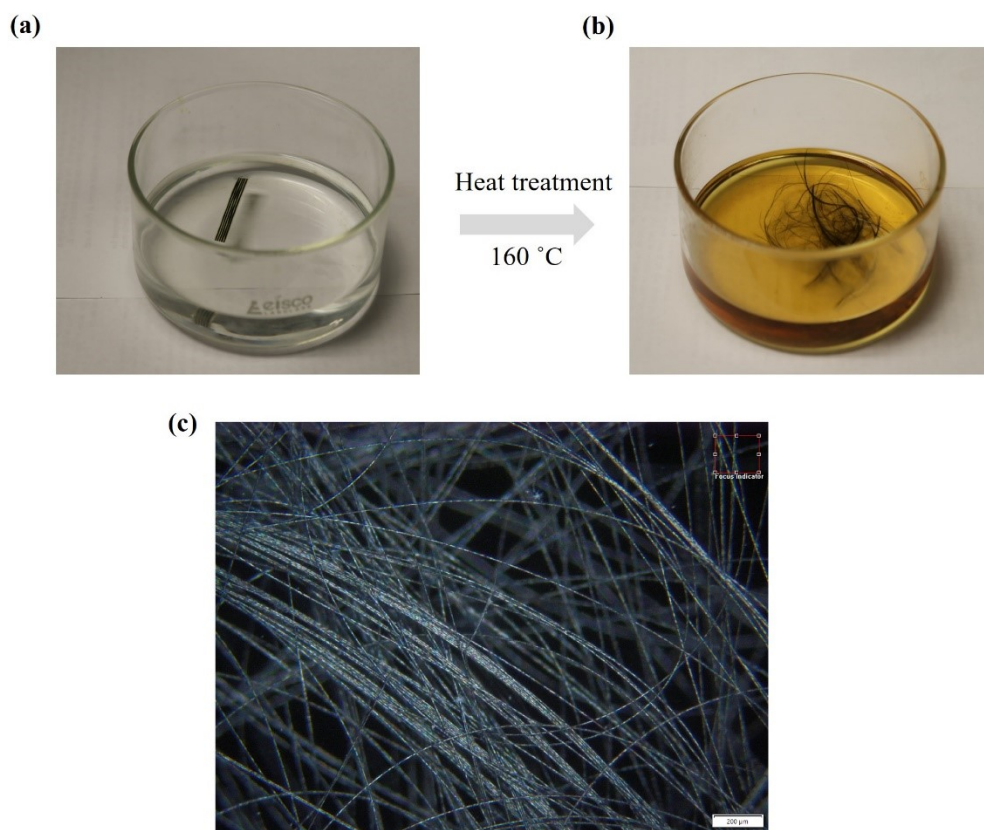 (a)
(b)
Heat treatment
160 ˚C
eisco
(c)
Focus Indicator
200 µm